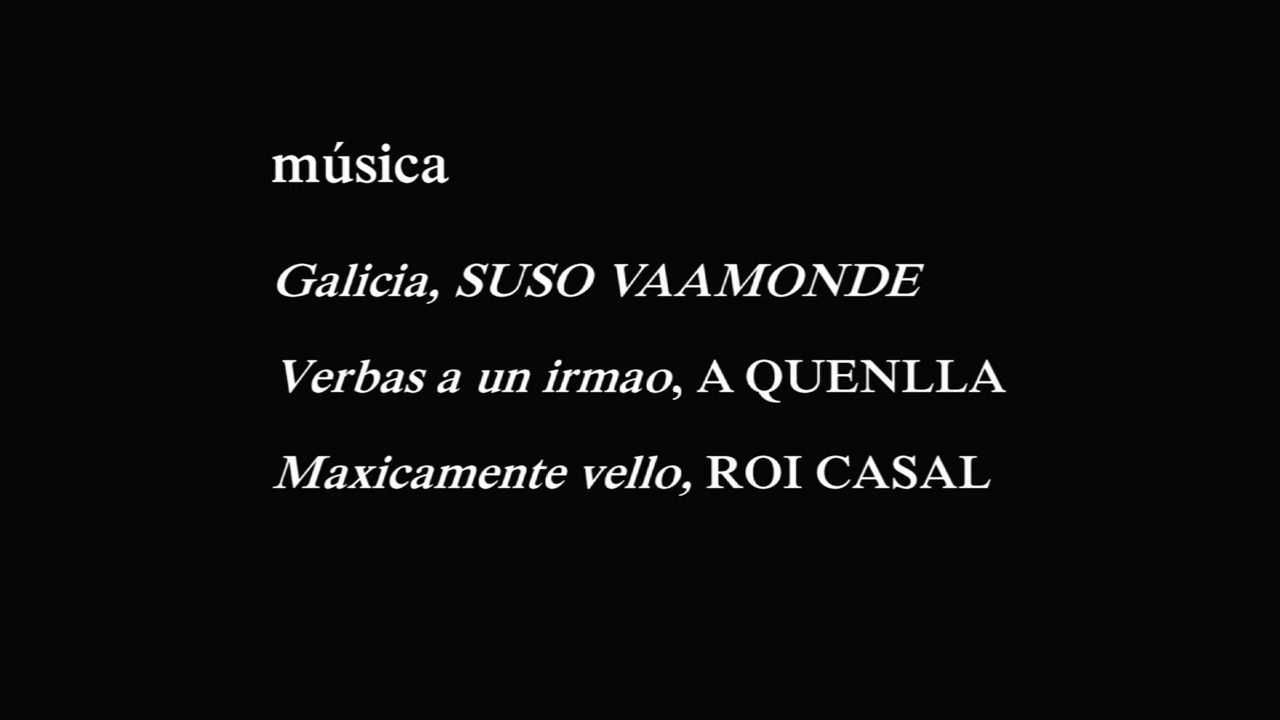 música
Galicia, SUSO VAAMONDE
Verbas a un irmao, A QUENLLA
Maxicamente vello, ROI CASAL